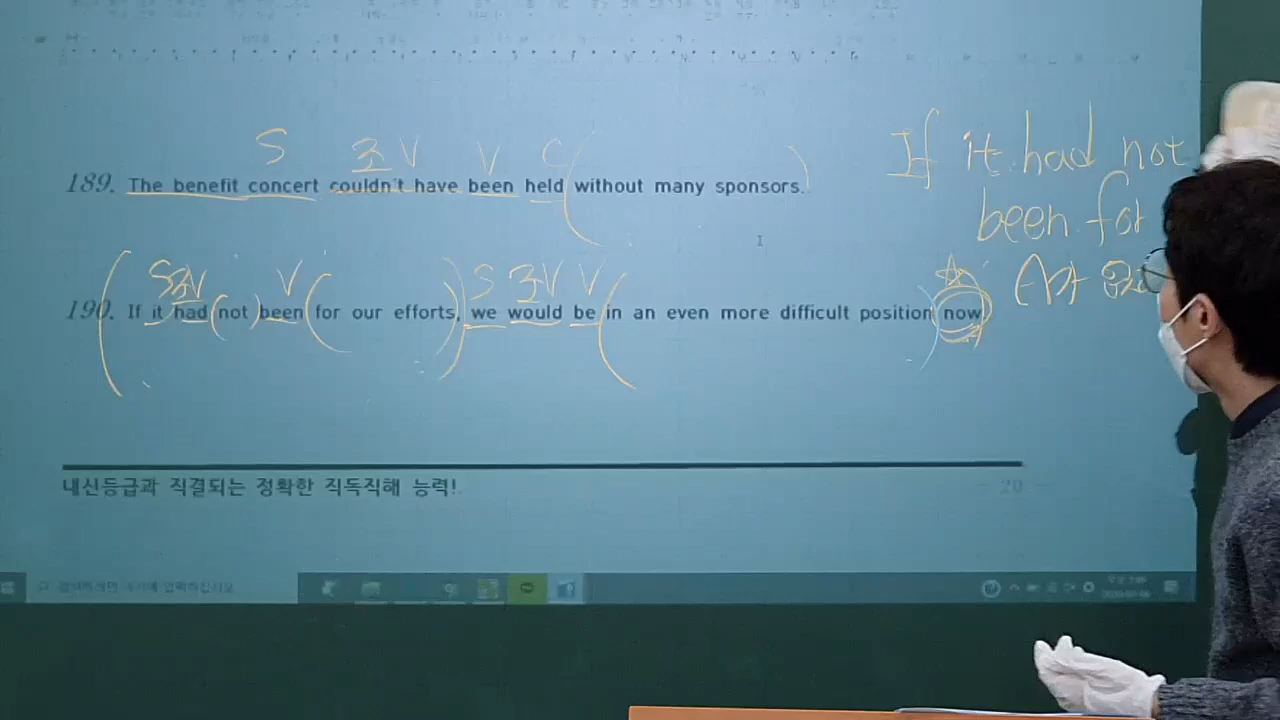 S 조V V C
If it had not
189. The benefit concert couldn't have been held without many sponsors.
been for
S조V V S 조V V
190. If it had not been for our efforts, we would be in an even more difficult position now.
내신등급과 직결되는 정확한 직독직해 능력!
- 20 -